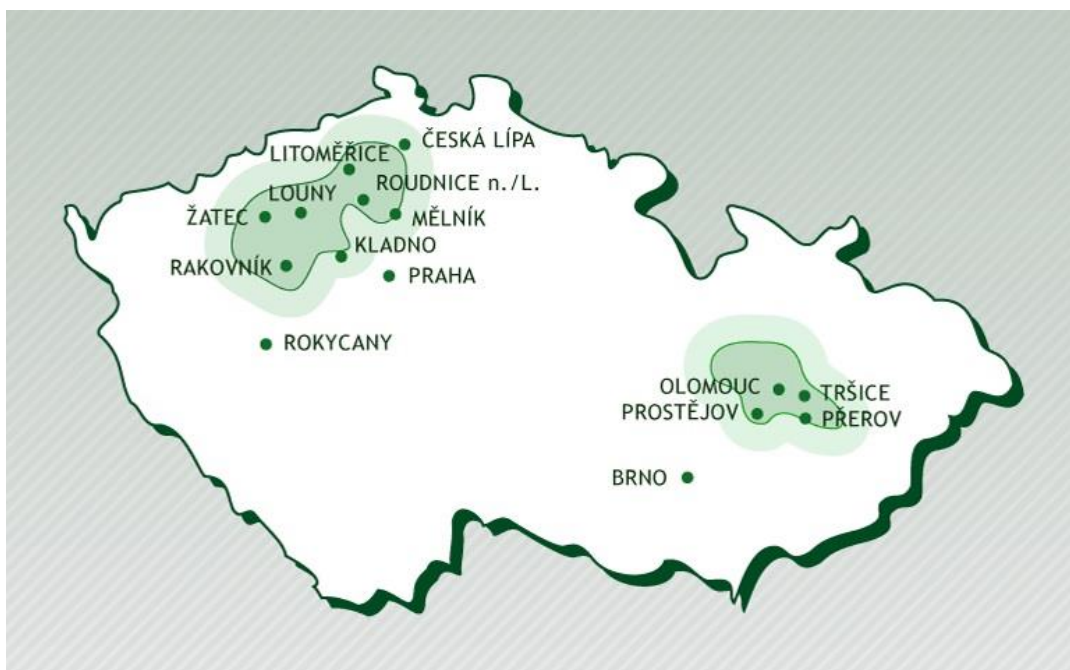 ČESKÁ LÍPA
LITOMĚŘICE
ROUDNICE n./L.
LOUNY
ŽATEC
MĚLNÍK
KLADNO
RAKOVNÍK
PRAHA
ROKYCANY
OLOMOUC
TRŠICE
PROSTĚJOV
PŘEROV
BRNO